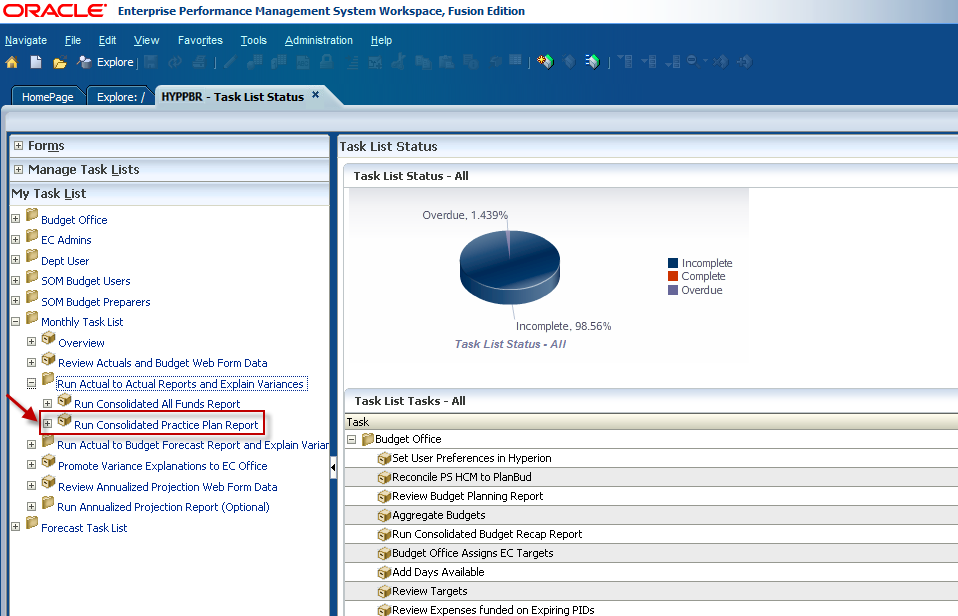 ORACLE® Enterprise Performance Management System Workspace, Fusion Edition
Navigate File Edit View Favorites Tools Administration Help
Explore
HomePage Explore: / HYPPBR - Task List Status ×
Forms
Manage Task Lists
My Task List
Budget Office
EC Admins
Dept User
SOM Budget Users
SOM Budget Preparers
Monthly Task List
Overview
Review Actuals and Budget Web Form Data
Run Actual to Actual Reports and Explain Variances
Run Consolidated All Funds Report
Run Consolidated Practice Plan Report
Run Actual to Budget Forecast Report and Explain Varian
Promote Variance Explanations to EC Office
Review Annualized Projection Web Form Data
Run Annualized Projection Report (Optional)
Forecast Task List
Task List Status
Task List Status - All
Overdue, 1.439%
Incomplete
Complete
Overdue
Incomplete, 98.56%
Task List Status - All
Task List Tasks - All
Task
Budget Office
Set User Preferences in Hyperion
Reconcile PS HCM to PlanBud
Review Budget Planning Report
Aggregate Budgets
Run Consolidated Budget Recap Report
Budget Office Assigns EC Targets
Add Days Available
Review Targets
Review Expenses funded on Expiring PIDs